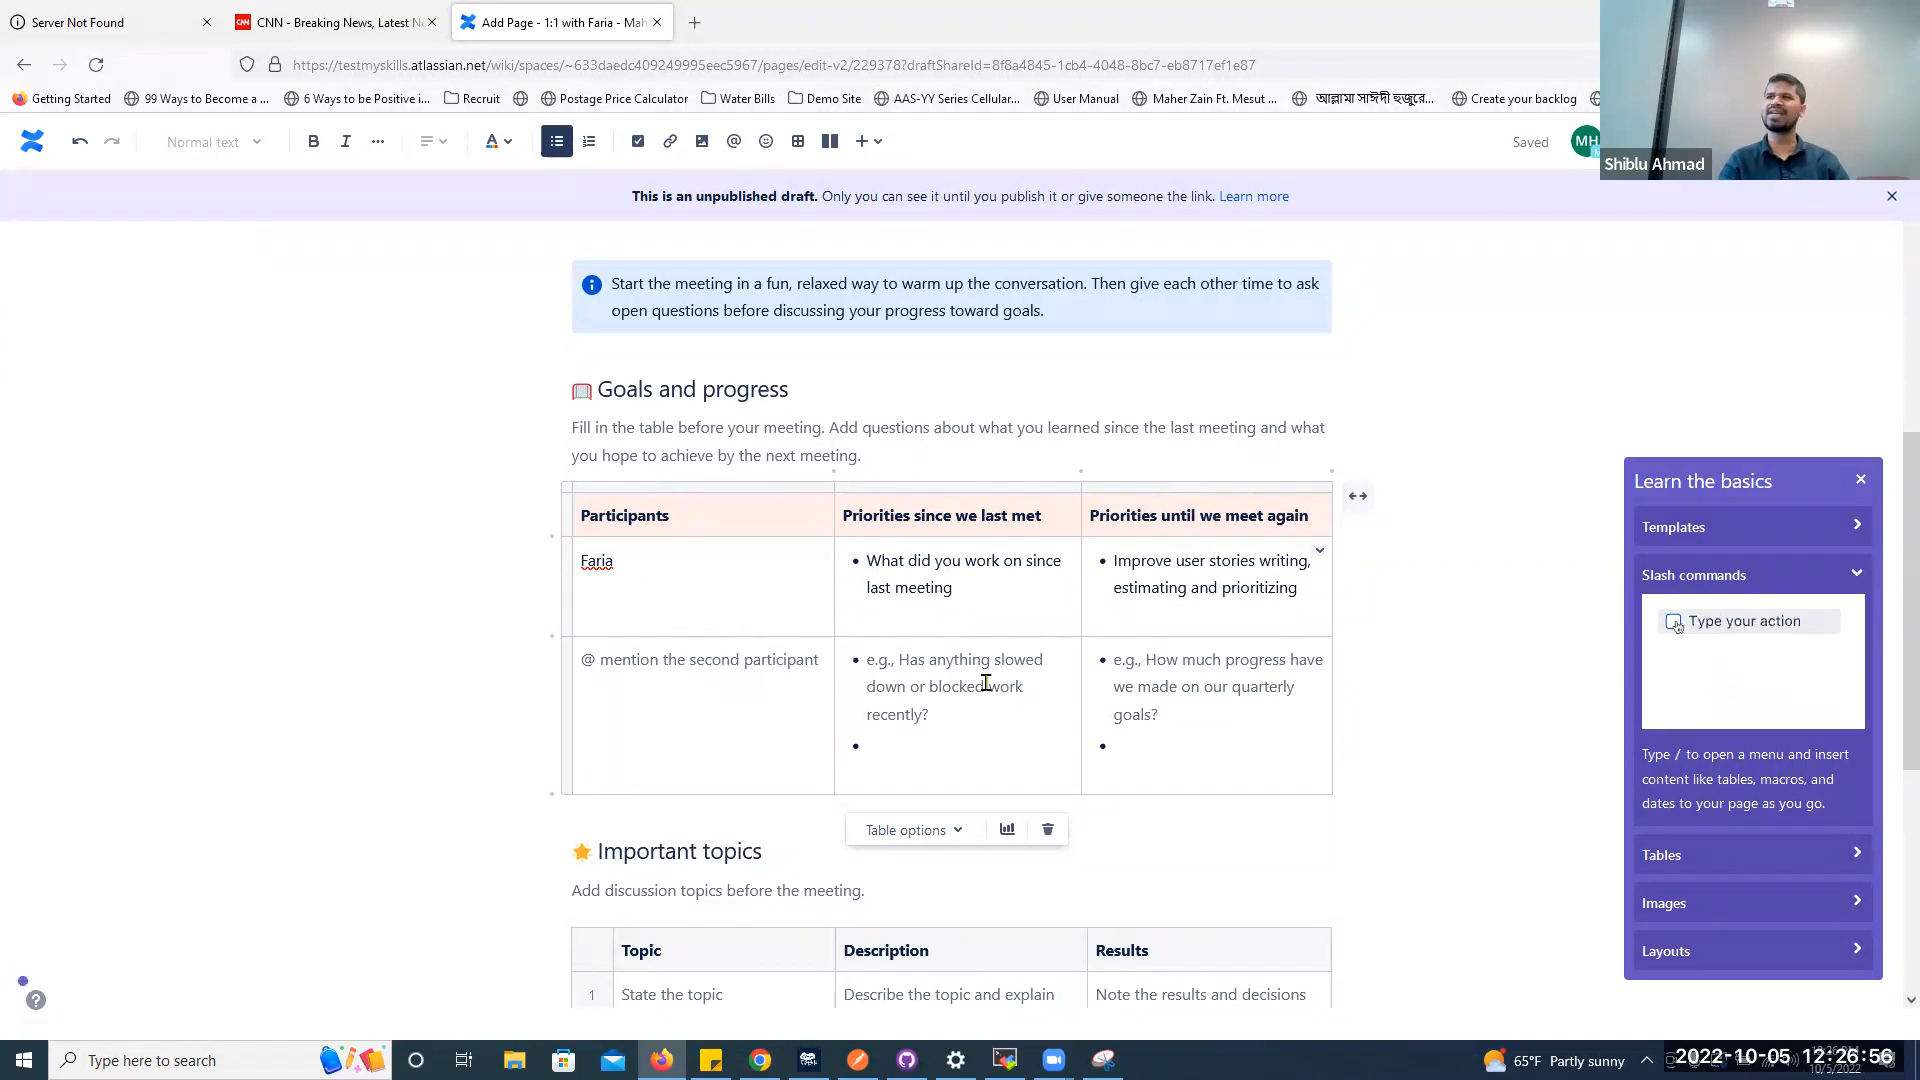 Server Not Found
CNN - Breaking News, Latest N
Add Page - 1:1 with Faria - Mah
https://testmyskills.atlassian.net/wiki/spaces/~633daedc409249995eec5967/pages/edit-v2/229378?draftShareId=8f8a4845-1cb4-4048-8bc7-eb8717ef1e87
Getting Started
99 Ways to Become a ...
6 Ways to be Positive i...
Recruit
Postage Price Calculator
Water Bills
Demo Site
AAS-YY Series Cellular...
User Manual
Maher Zain Ft. Mesut ...
আল্লামা সাঈদী হুজুরে...
Create your backlog
Normal text
B I
A
Saved
MH
Shiblu Ahmad
This is an unpublished draft. Only you can see it until you publish it or give someone the link. Learn more
Start the meeting in a fun, relaxed way to warm up the conversation. Then give each other time to ask
open questions before discussing your progress toward goals.
Goals and progress
Fill in the table before your meeting. Add questions about what you learned since the last meeting and what
you hope to achieve by the next meeting.
Participants
Priorities since we last met
Priorities until we meet again
Faria
• What did you work on since
last meeting
• Improve user stories writing,
estimating and prioritizing
@ mention the second participant
• e.g., Has anything slowed
down or blocked work
recently?
•
• e.g., How much progress have
we made on our quarterly
goals?
•
Table options
Important topics
Add discussion topics before the meeting.
Topic
Description
Results
1
State the topic
Describe the topic and explain
Note the results and decisions
Learn the basics
Templates
Slash commands
Type your action
Type / to open a menu and insert
content like tables, macros, and
dates to your page as you go.
Tables
Images
Layouts
Type here to search
65°F Partly sunny
2022-10-05 12:26:56
10/5/2022